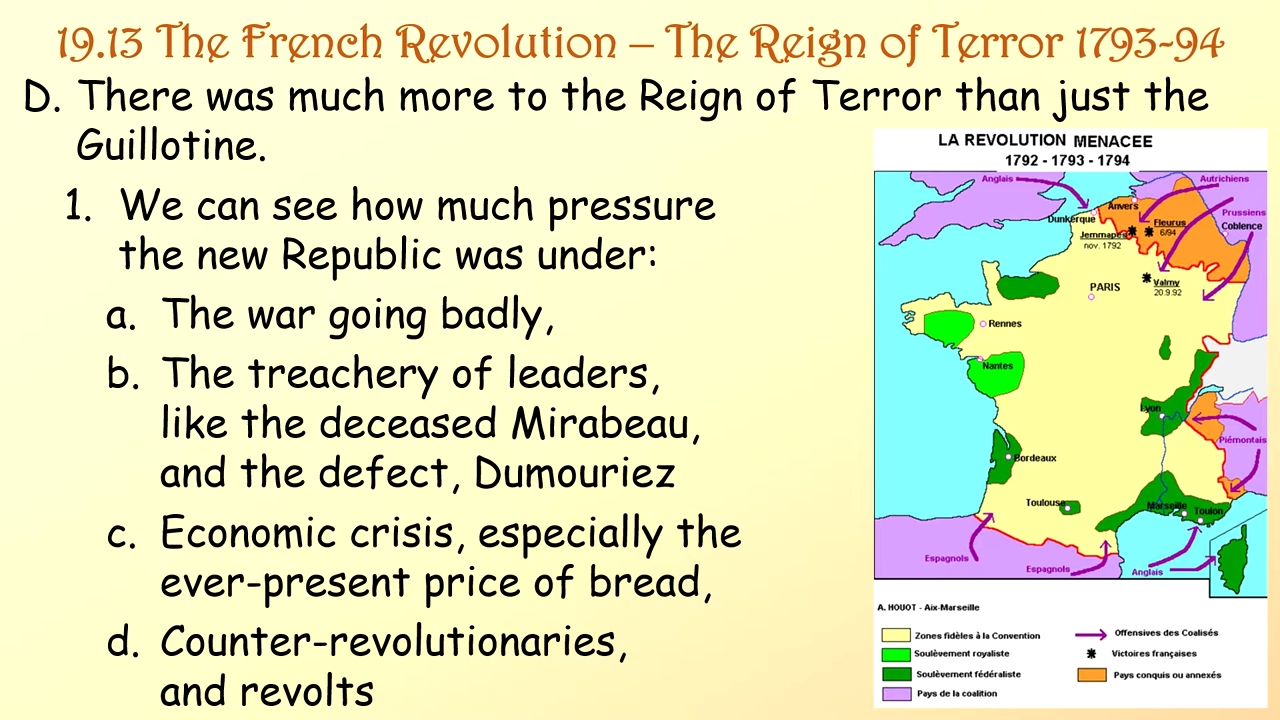 19.13 The French Revolution – The Reign of Terror 1793-94
D. There was much more to the Reign of Terror than just the
Guillotine.
1. We can see how much pressure
the new Republic was under:
a. The war going badly,
b. The treachery of leaders,
like the deceased Mirabeau,
and the defect, Dumouriez
c. Economic crisis, especially the
ever-present price of bread,
d. Counter-revolutionaries,
and revolts
LA REVOLUTION MENACEE
1792 - 1793 - 1794
Anglais
Autrichiens
Anvers
Prussiens
Dunkerque
Fleurus
6/94
Coblence
Jemmapes
nov. 1792
Valmy
20.9.92
PARIS
Rennes
Nantes
Lyon
Piémontais
Bordeaux
Toulouse
Marseille
Toulon
Espagnols
Espagnols
Anglais
A. HOUOT - Aix-Marseille
Zones fidèles à la Convention
Offensives des Coalisés
Soulèvement royaliste
Victoires françaises
Soulèvement fédéraliste
Pays conquis ou annexés
Pays de la coalition